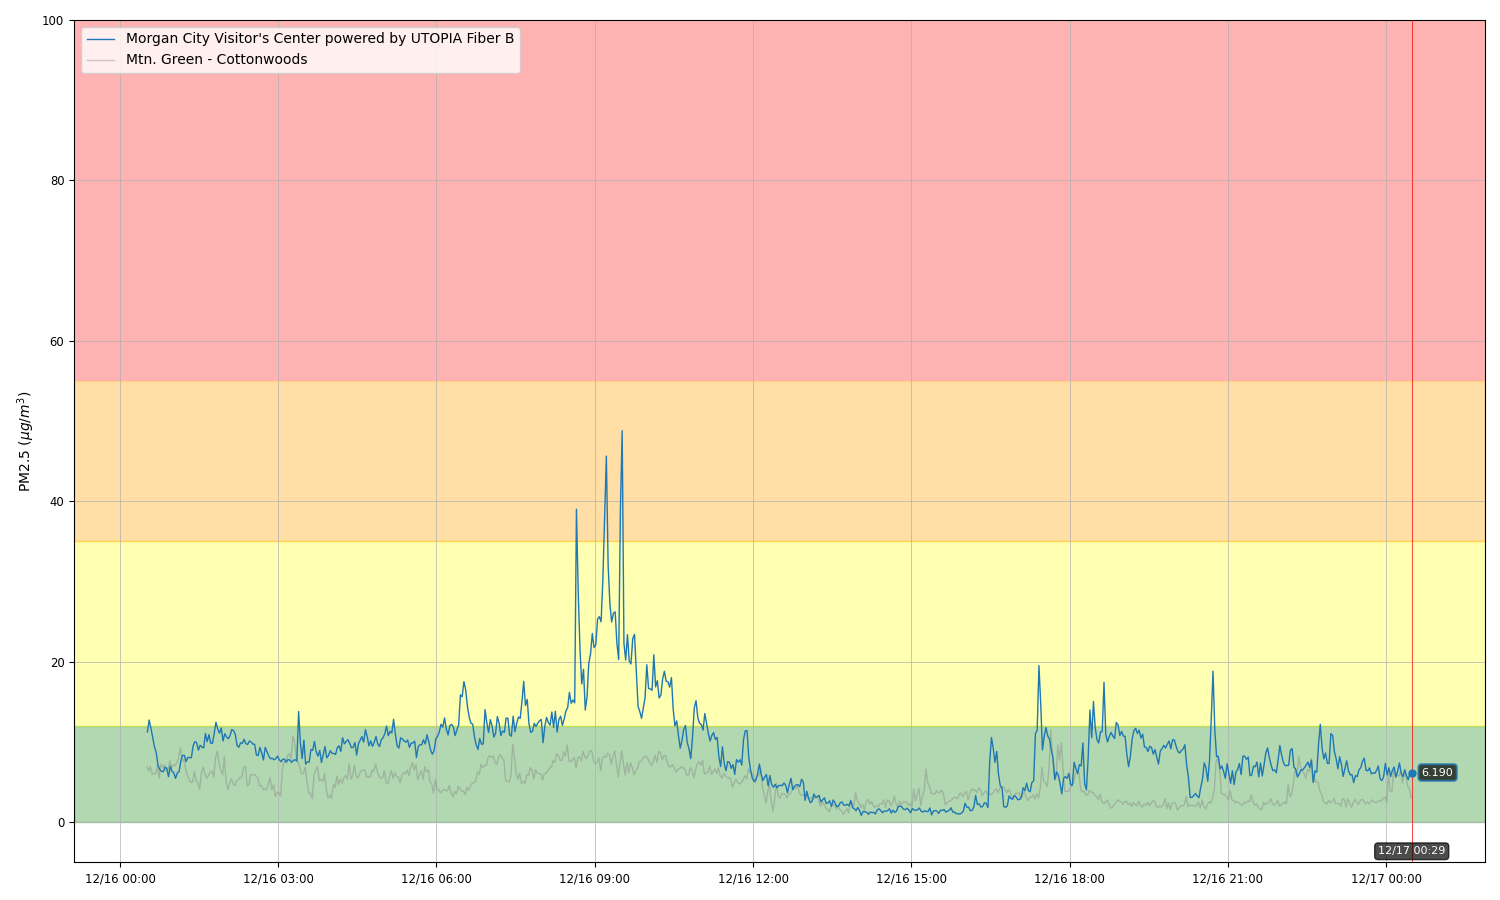 100
Morgan City Visitor's Center powered by UTOPIA Fiber B
Mtn. Green - Cottonwoods
80
60
PM2.5 (μg/m³)
40
20
6.190
0
12/17 00:29
12/16 00:00 12/16 03:00 12/16 06:00 12/16 09:00 12/16 12:00 12/16 15:00 12/16 18:00 12/16 21:00 12/17 00:00